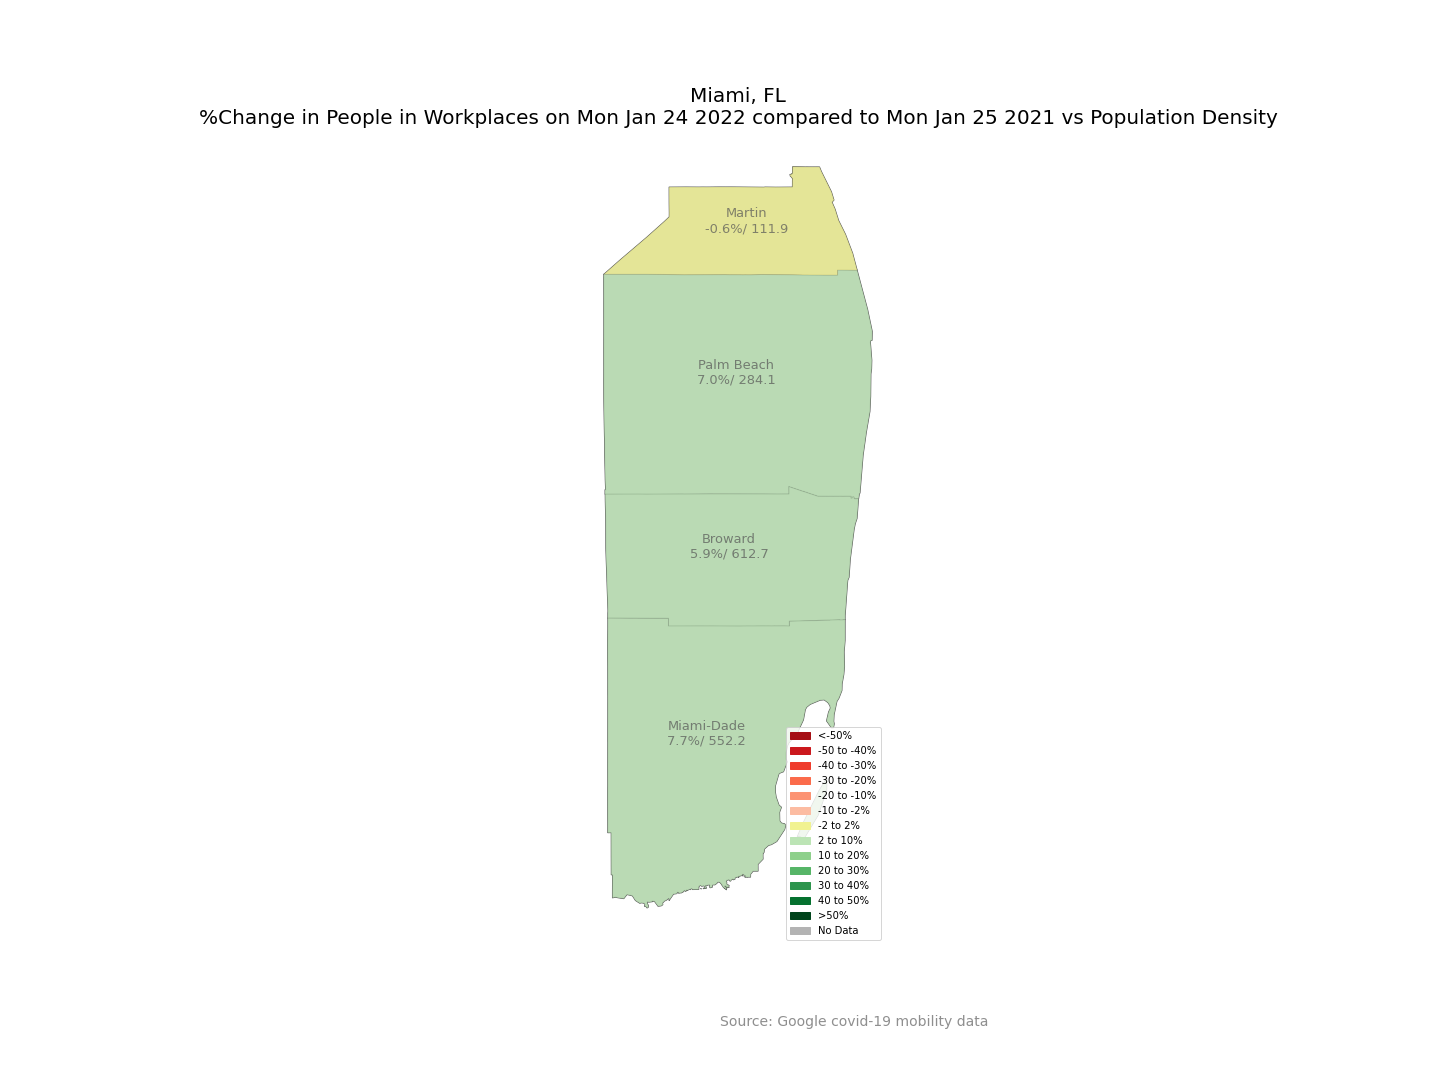 Miami, FL
%Change in People in Workplaces on Mon Jan 24 2022 compared to Mon Jan 25 2021 vs Population Density
Martin
-0.6%/ 111.9
Palm Beach
7.0%/ 284.1
Broward
5.9%/ 612.7
Miami-Dade
7.7%/ 552.2
<-50%
-50 to -40%
-40 to -30%
-30 to -20%
-20 to -10%
-10 to -2%
-2 to 2%
2 to 10%
10 to 20%
20 to 30%
30 to 40%
40 to 50%
>50%
No Data
Source: Google covid-19 mobility data